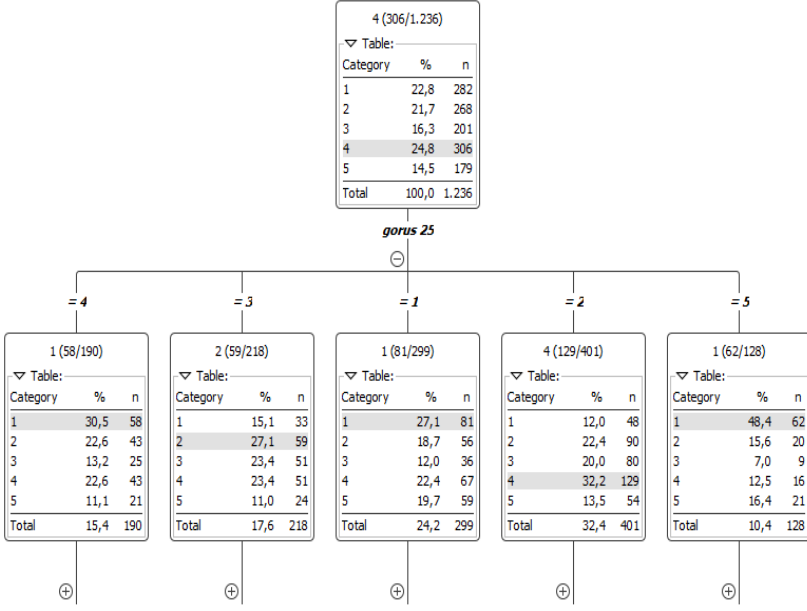 4 (306/1.236)
Table:
Category % n
1 22,8 282
2 21,7 268
3 16,3 201
4 24,8 306
5 14,5 179
Total 100,0 1.236
gorus 25
= 4
1 (58/190)
Table:
Category % n
1 30,5 58
2 22,6 43
3 13,2 25
4 22,6 43
5 11,1 21
Total 15,4 190
= 3
2 (59/218)
Table:
Category % n
1 15,1 33
2 27,1 59
3 23,4 51
4 23,4 51
5 11,0 24
Total 17,6 218
= 1
1 (81/299)
Table:
Category % n
1 27,1 81
2 18,7 56
3 12,0 36
4 22,4 67
5 19,7 59
Total 24,2 299
= 2
4 (129/401)
Table:
Category % n
1 12,0 48
2 22,4 90
3 20,0 80
4 32,2 129
5 13,5 54
Total 32,4 401
= 5
1 (62/128)
Table:
Category % n
1 48,4 62
2 15,6 20
3 7,0 9
4 12,5 16
5 16,4 21
Total 10,4 128